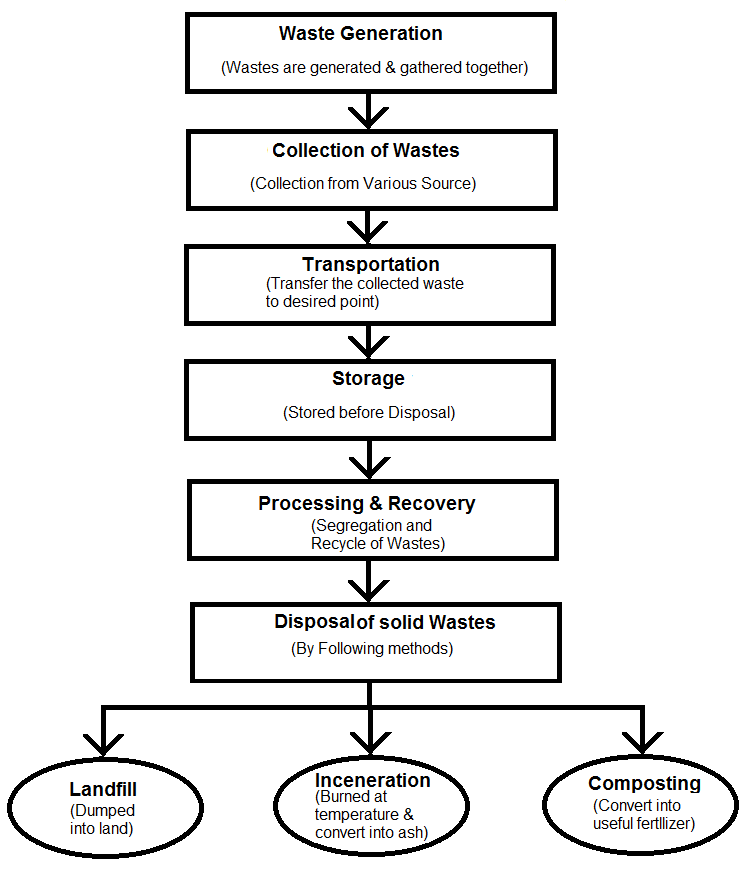 Waste Generation
(Wastes are generated & gathered together)
Collection of Wastes
(Collection from Various Source)
Transportation
(Transfer the collected waste
to desired point)
Storage
(Stored before Disposal)
Processing & Recovery
(Segregation and
Recycle of Wastes)
Disposal of solid Wastes
(By Following methods)
Landfill
(Dumped
into land)
Inceneration
(Burned at
temperature &
convert into ash)
Composting
(Convert into
useful fertllizer)